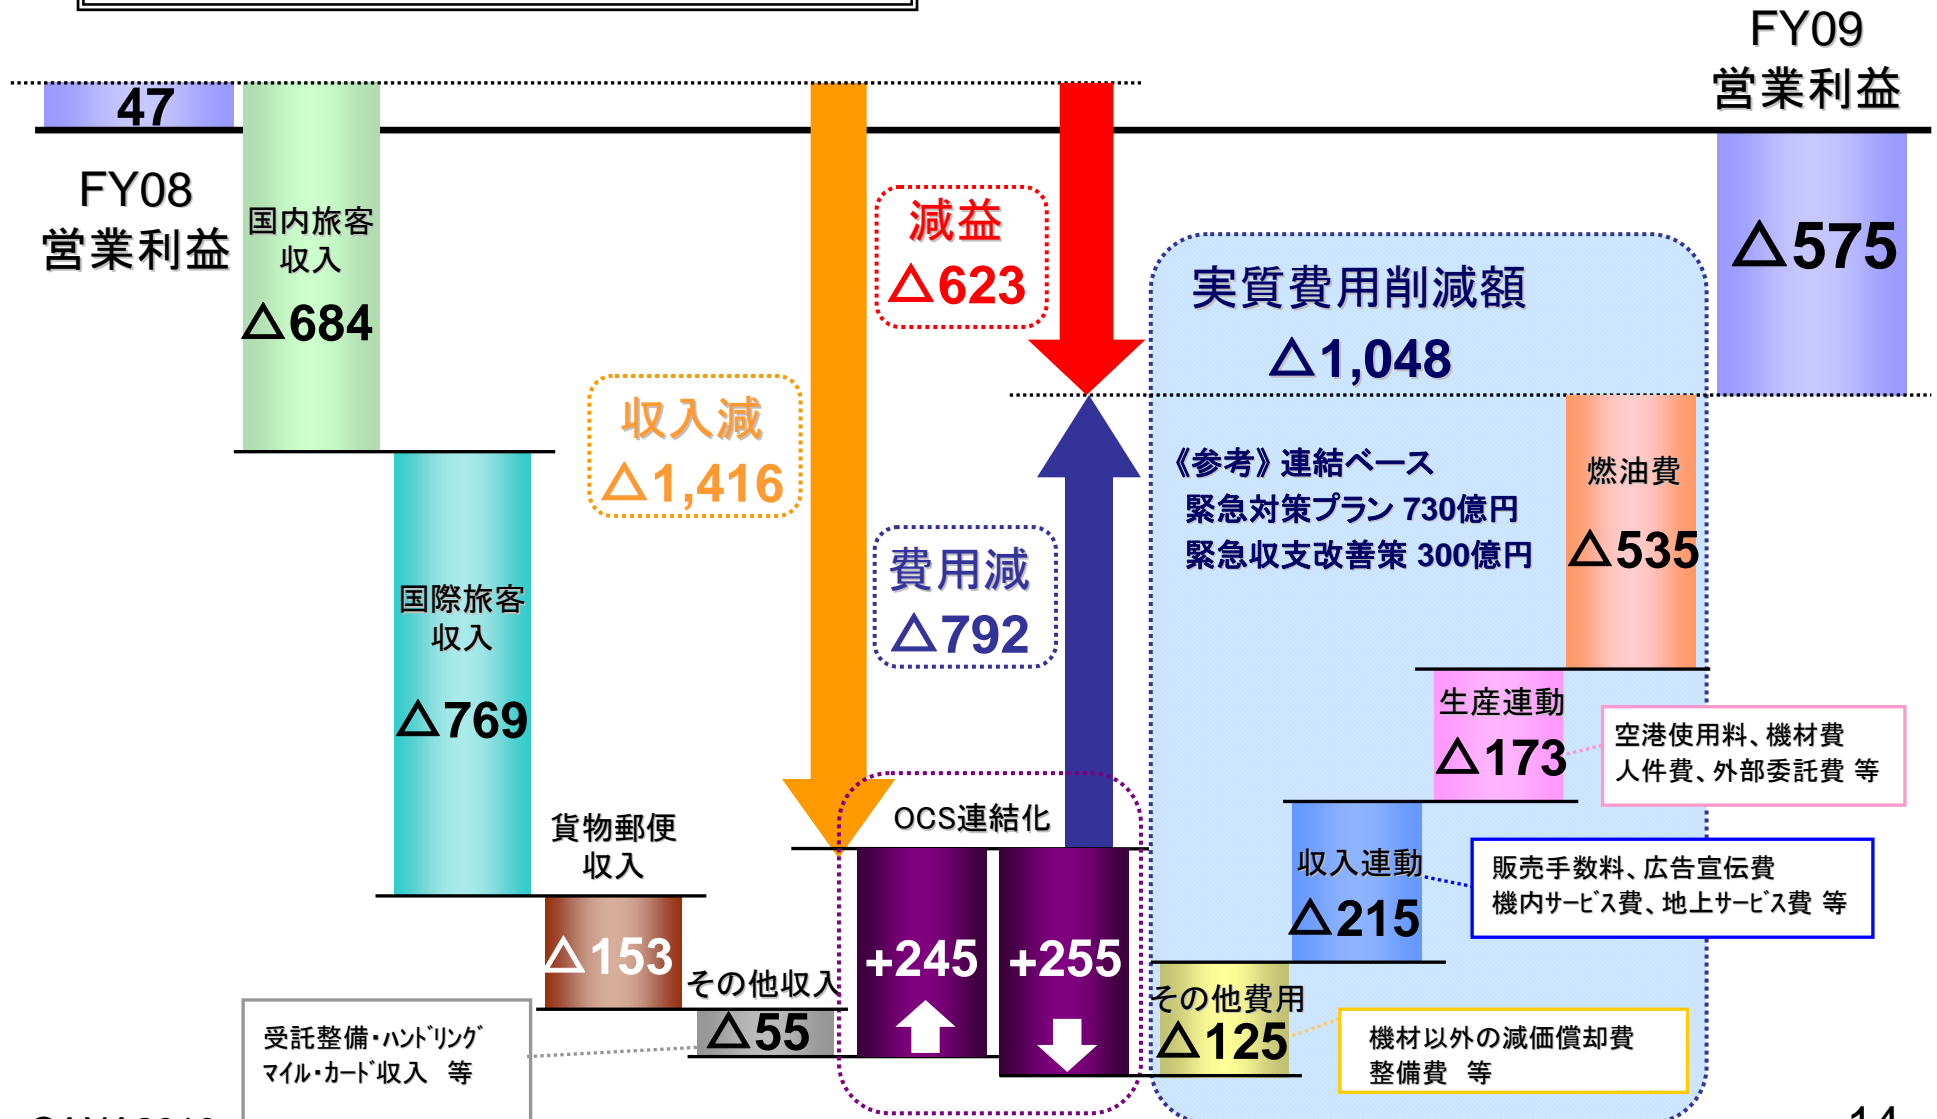 47
FY08
営業利益
国内旅客
収入
△684
国際旅客
収入
△769
貨物郵便
収入
△153
その他収入
△55
受託整備・ハンドリング
マイル・カード収入 等
収入減
△1,416
減益
△623
費用減
△792
OCS連結化
+245
+255
実質費用削減額
△1,048
《参考》連結ベース
緊急対策プラン 730億円
緊急収支改善策 300億円
その他費用
△125
機材以外の減価償却費
整備費 等
収入連動
△215
販売手数料、広告宣伝費
機内サービス費、地上サービス費 等
生産連動
△173
空港使用料、機材費
人件費、外部委託費 等
燃油費
△535
FY09
営業利益
△575
14